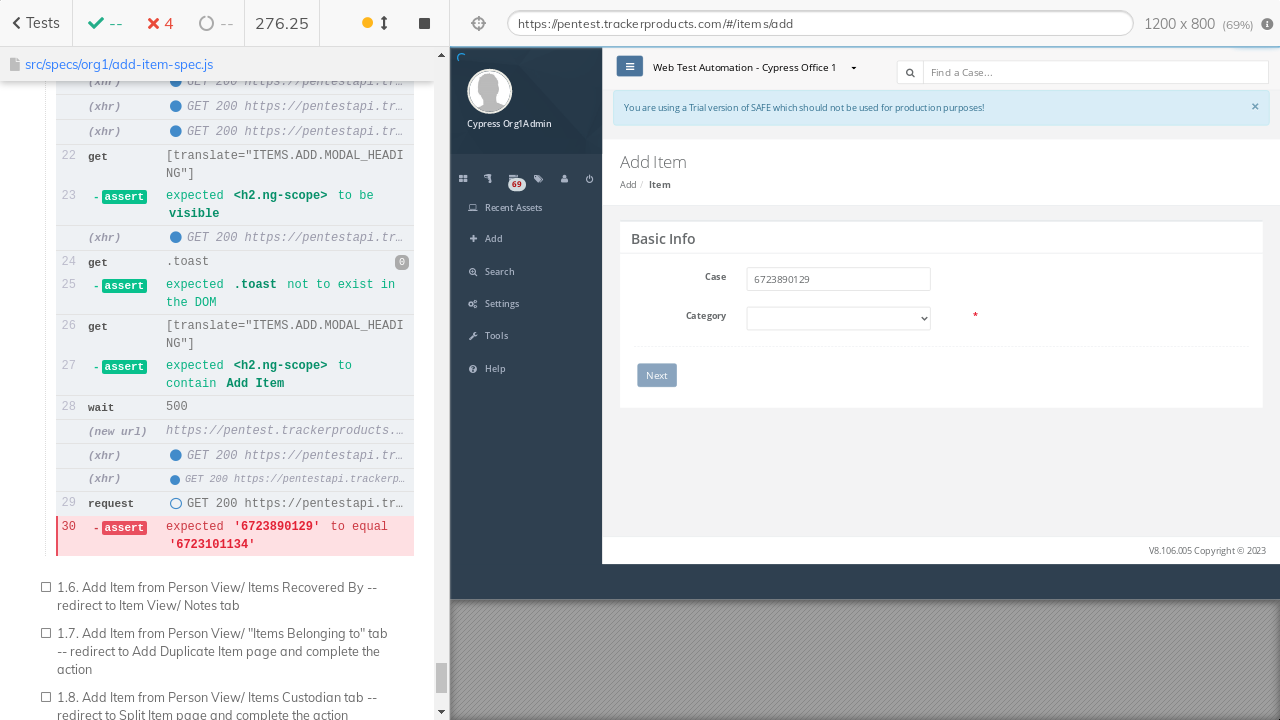 Tests
--
4
--
276.25
https://pentest.trackerproducts.com/#/items/add
1200 x 800 (69%)
src/specs/org1/add-item-spec.js
(xhr) GET 200 https://pentestapi.tr…
(xhr) GET 200 https://pentestapi.tr…
(xhr) GET 200 https://pentestapi.tr…
22 get [translate="ITEMS.ADD.MODAL_HEADI
NG"]
23 -assert expected <h2.ng-scope> to be
visible
(xhr) GET 200 https://pentestapi.tr…
24 get .toast 0
25 -assert expected .toast not to exist in
the DOM
26 get [translate="ITEMS.ADD.MODAL_HEADI
NG"]
27 -assert expected <h2.ng-scope> to
contain Add Item
28 wait 500
(new url) https://pentest.trackerproducts.…
(xhr) GET 200 https://pentestapi.tr…
(xhr) GET 200 https://pentestapi.trackerp…
29 request GET 200 https://pentestapi.tr…
30 -assert expected '6723890129' to equal
'6723101134'
1.6. Add Item from Person View/ Items Recovered By --
redirect to Item View/ Notes tab
1.7. Add Item from Person View/ "Items Belonging to" tab
-- redirect to Add Duplicate Item page and complete the
action
1.8. Add Item from Person View/ Items Custodian tab --
redirect to Split Item page and complete the action
Cypress Org1Admin
69
Recent Assets
Add
Search
Settings
Tools
Help
Web Test Automation - Cypress Office 1
Find a Case...
You are using a Trial version of SAFE which should not be used for production purposes!
×
Add Item
Add / Item
Basic Info
Case
6723890129
Category
*
Next
V8.106.005 Copyright © 2023